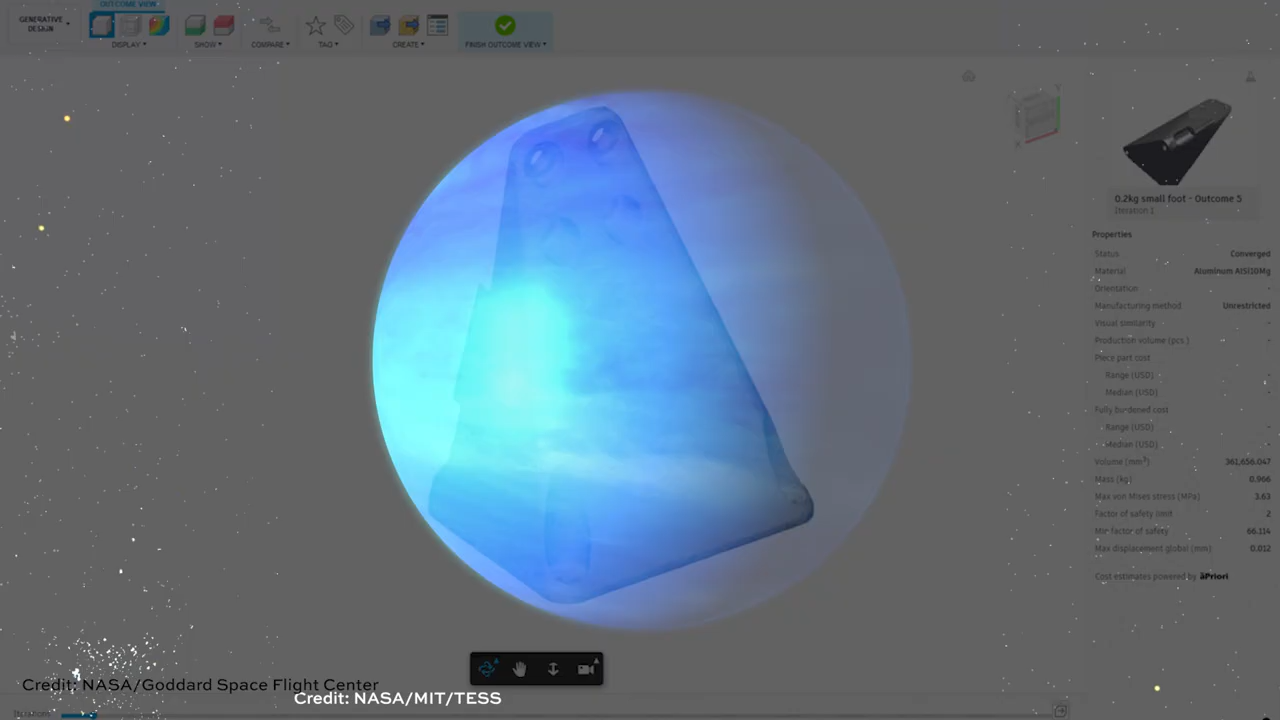 OUTCOME VIEW
GENERATIVE
DESIGN
DISPLAY
SHOW
COMPARE
TAG
CREATE
FINISH OUTCOME VIEW
0.2kg small foot - Outcome 5
Iteration 1
Properties
Status Converged
Material Aluminum AlSi10Mg
Orientation -
Manufacturing method Unrestricted
Visual similarity -
Production volume (pcs.) -
Piece part cost
Range (USD) -
Median (USD) -
Fully burdened cost
Range (USD) -
Median (USD) -
Volume (mm³) 361,656.047
Mass (kg) 0.966
Max von Mises stress (MPa) 3.63
Factor of safety limit 2
Min factor of safety 66.114
Max displacement global (mm) 0.012
Cost estimates powered by aPriori
Credit: NASA/Goddard Space Flight Center
Credit: NASA/MIT/TESS
Iterations